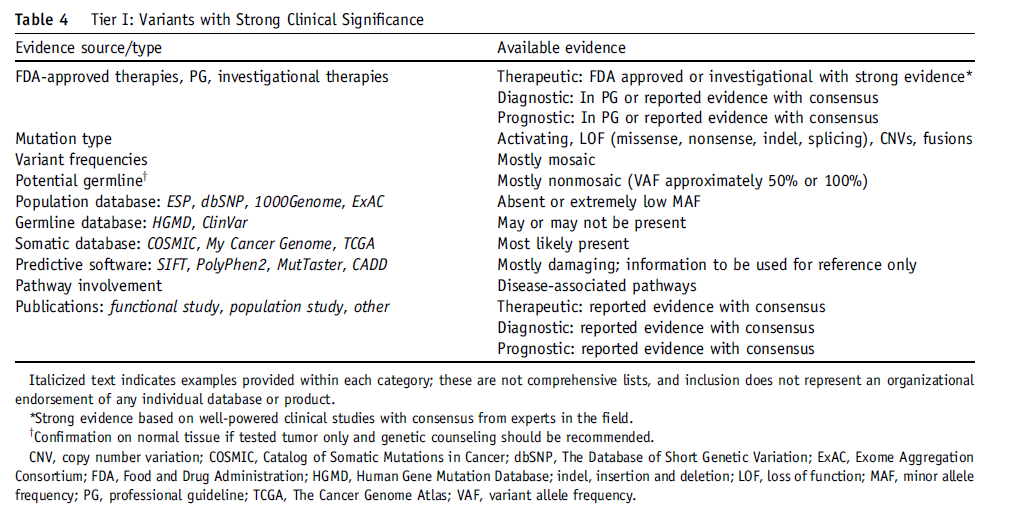 Table 4 Tier I: Variants with Strong Clinical Significance
Evidence source/type Available evidence
FDA-approved therapies, PG, investigational therapies Therapeutic: FDA approved or investigational with strong evidence*
Diagnostic: In PG or reported evidence with consensus
Prognostic: In PG or reported evidence with consensus
Mutation type Activating, LOF (missense, nonsense, indel, splicing), CNVs, fusions
Variant frequencies Mostly mosaic
Potential germline† Mostly nonmosaic (VAF approximately 50% or 100%)
Population database: ESP, dbSNP, 1000Genome, ExAC Absent or extremely low MAF
Germline database: HGMD, ClinVar May or may not be present
Somatic database: COSMIC, My Cancer Genome, TCGA Most likely present
Predictive software: SIFT, PolyPhen2, MutTaster, CADD Mostly damaging; information to be used for reference only
Pathway involvement Disease-associated pathways
Publications: functional study, population study, other Therapeutic: reported evidence with consensus
Diagnostic: reported evidence with consensus
Prognostic: reported evidence with consensus
Italicized text indicates examples provided within each category; these are not comprehensive lists, and inclusion does not represent an organizational
endorsement of any individual database or product.
*Strong evidence based on well-powered clinical studies with consensus from experts in the field.
†Confirmation on normal tissue if tested tumor only and genetic counseling should be recommended.
CNV, copy number variation; COSMIC, Catalog of Somatic Mutations in Cancer; dbSNP, The Database of Short Genetic Variation; ExAC, Exome Aggregation
Consortium; FDA, Food and Drug Administration; HGMD, Human Gene Mutation Database; indel, insertion and deletion; LOF, loss of function; MAF, minor allele
frequency; PG, professional guideline; TCGA, The Cancer Genome Atlas; VAF, variant allele frequency.